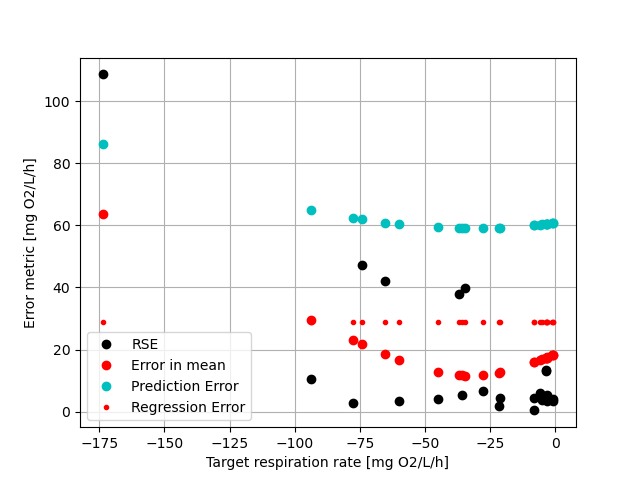 100
80
60
40
20
0
Error metric [mg O2/L/h]
RSE
Error in mean
Prediction Error
Regression Error
−175 −150 −125 −100 −75 −50 −25 0
Target respiration rate [mg O2/L/h]